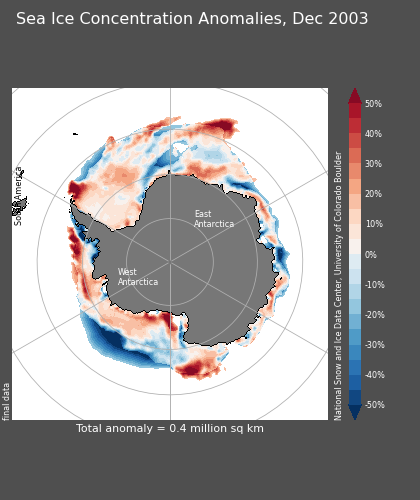 Sea Ice Concentration Anomalies, Dec 2003
South America
East
Antarctica
West
Antarctica
50%
40%
30%
20%
10%
0%
-10%
-20%
-30%
-40%
-50%
National Snow and Ice Data Center, University of Colorado Boulder
final data
Total anomaly = 0.4 million sq km